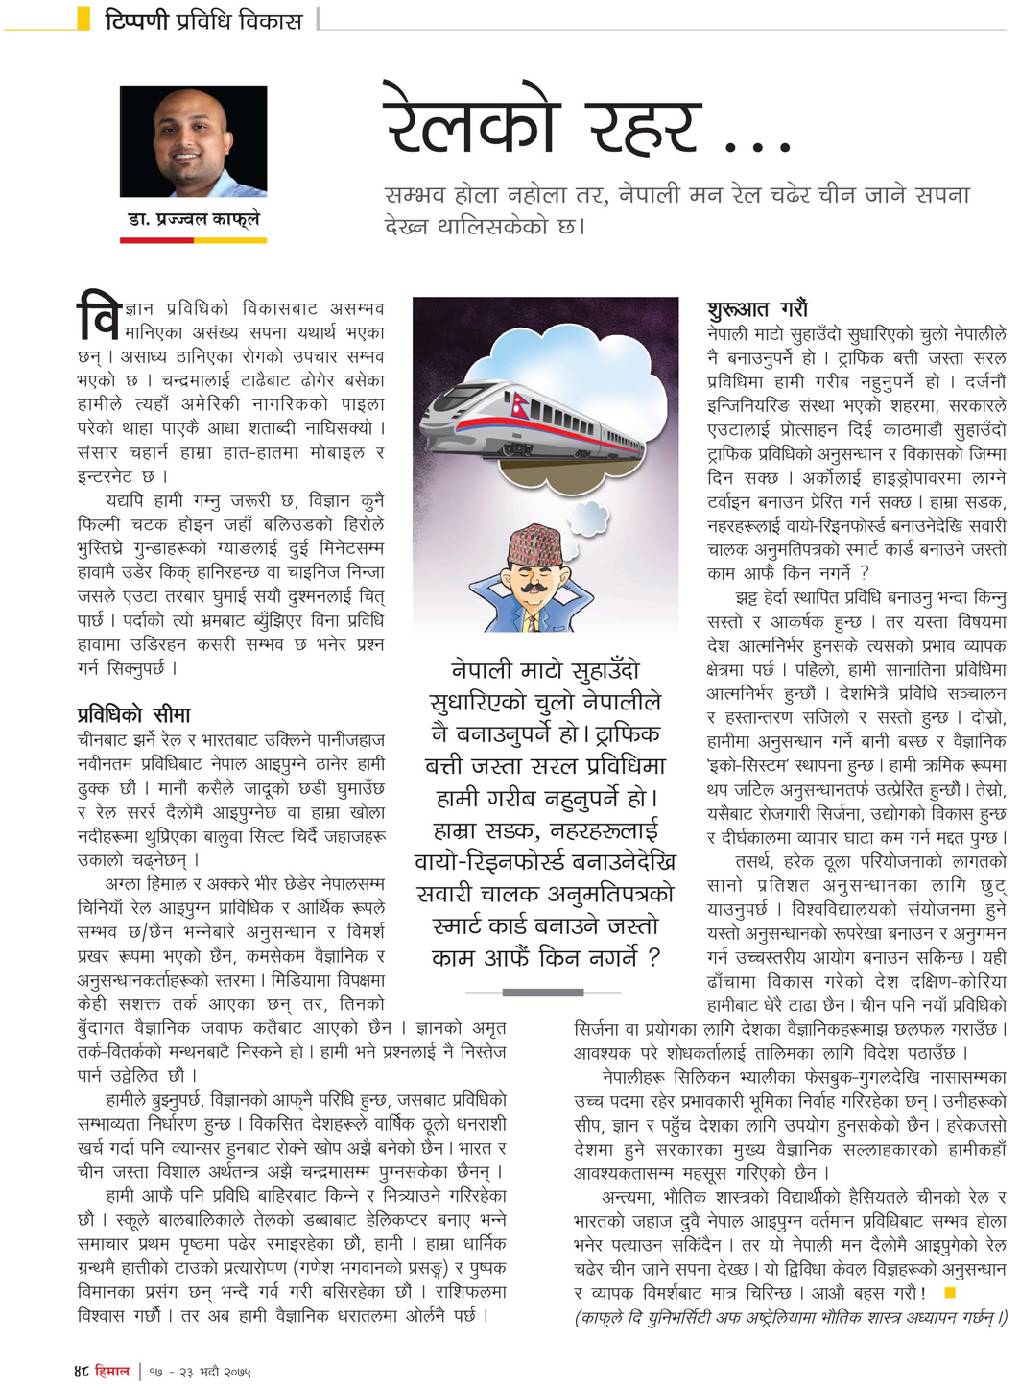 टिप्पणी प्रविधि विकास
रेलको रहर ...
सम्भव होला नहोला तर, नेपाली मन रेल चढेर चीन जाने सपना
देख्न थालिसकेको छ।
डा. प्रज्ज्वल काफ्ले
विज्ञान प्रविधिको विकासबाट असम्भव
मानिएका असंख्य सपना यथार्थ भएका
छन् । असाध्य ठानिएका रोगको उपचार सम्भव
भएको छ । चन्द्रमालाई टाढैबाट ढोगेर बसेका
हामीले त्यहाँ अमेरिकी नागरिकको पाइला
परेको थाहा पाएकै आधा शताब्दी नाघिसक्यो ।
संसार चहार्न हाम्रा हात-हातमा मोबाइल र
इन्टरनेट छ ।
यद्यपि हामी गम्नु जरूरी छ, विज्ञान कुनै
फिल्मी चटक होइन जहाँ बलिउडको हिरोले
भुस्तिघ्रे गुन्डाहरूको ग्याङलाई दुई मिनेटसम्म
हावामै उडेर किक् हानिरहन्छ वा चाइनिज निन्जा
जसले एउटा तरबार घुमाई सयौं दुश्मनलाई चित्
पार्छ । पर्दाको त्यो भ्रमबाट ब्युँझिएर विना प्रविधि
हावामा उडिरहन कसरी सम्भव छ भनेर प्रश्न
गर्न सिक्नुपर्छ ।
प्रविधिको सीमा
चीनबाट झर्ने रेल र भारतबाट उक्लिने पानीजहाज
नवीनतम प्रविधिबाट नेपाल आइपुग्ने ठानेर हामी
ढुक्क छौं । मानौं कसैले जादूको छडी घुमाउँछ
र रेल सरर्र दैलोमै आइपुग्नेछ वा हाम्रा खोला
नदीहरूमा थुप्रिएका बालुवा सिल्ट चिर्दै जहाजहरू
उकालो चढ्नेछन् ।
अग्ला हिमाल र अक्करे भीर छेडेर नेपालसम्म
चिनियाँ रेल आइपुग्न प्राविधिक र आर्थिक रूपले
सम्भव छ/छैन भन्नेबारे अनुसन्धान र विमर्श
प्रखर रूपमा भएको छैन, कमसेकम वैज्ञानिक र
अनुसन्धानकर्ताहरूको स्तरमा । मिडियामा विपक्षमा
केही सशक्त तर्क आएका छन् तर, तिनको
बुँदागत वैज्ञानिक जवाफ कतैबाट आएको छैन । ज्ञानको अमृत
तर्क-वितर्कको मन्थनबाटै निस्कने हो । हामी भने प्रश्नलाई नै निस्तेज
पार्न उद्वेलित छौं ।
हामीले बुझ्नुपर्छ, विज्ञानको आफ्नै परिधि हुन्छ, जसबाट प्रविधिको
सम्भाव्यता निर्धारण हुन्छ । विकसित देशहरूले वार्षिक ठूलो धनराशी
खर्च गर्दा पनि क्यान्सर हुनबाट रोक्ने खोप अझै बनेको छैन । भारत र
चीन जस्ता विशाल अर्थतन्त्र अझै चन्द्रमासम्म पुग्नसकेका छैनन् ।
हामी आफैं पनि प्रविधि बाहिरबाट किन्ने र भित्र्याउने गरिरहेका
छौं । स्कूले बालबालिकाले तेलको डब्बाबाट हेलिकप्टर बनाए भन्ने
समाचार प्रथम पृष्ठमा पढेर रमाइरहेका छौं, हामी । हाम्रा धार्मिक
ग्रन्थमै हात्तीको टाउको प्रत्यारोपण (गणेश भगवानको प्रसङ्ग) र पुष्पक
विमानका प्रसंग छन् भन्दै गर्व गरी बसिरहेका छौं । राशिफलमा
विश्वास गर्छौं । तर अब हामी वैज्ञानिक धरातलमा ओर्लनै पर्छ ।
नेपाली माटो सुहाउँदो
सुधारिएको चुलो नेपालीले
नै बनाउनुपर्ने हो। ट्राफिक
बत्ती जस्ता सरल प्रविधिमा
हामी गरीब नहुनुपर्ने हो।
हाम्रा सडक, नहरहरुलाई
वायो-रिइनफोर्स्ड बनाउनेदेखि
सवारी चालक अनुमतिपत्रको
स्मार्ट कार्ड बनाउने जस्तो
काम आफैँ किन नगर्ने ?
शुरूआत गरौं
नेपाली माटो सुहाउँदो सुधारिएको चुलो नेपालीले
नै बनाउनुपर्ने हो । ट्राफिक बत्ती जस्ता सरल
प्रविधिमा हामी गरीब नहुनुपर्ने हो । दर्जनौं
इन्जिनियरिङ संस्था भएको शहरमा, सरकारले
एउटालाई प्रोत्साहन दिई काठमाडौं सुहाउँदो
ट्राफिक प्रविधिको अनुसन्धान र विकासको जिम्मा
दिन सक्छ । अर्कोलाई हाइड्रोपावरमा लाग्ने
टर्वाइन बनाउन प्रेरित गर्न सक्छ । हाम्रा सडक,
नहरहरूलाई वायो-रिइनफोर्स्ड बनाउनेदेखि सवारी
चालक अनुमतिपत्रको स्मार्ट कार्ड बनाउने जस्तो
काम आफैं किन नगर्ने ?
झट्ट हेर्दा स्थापित प्रविधि बनाउनु भन्दा किन्नु
सस्तो र आकर्षक हुन्छ । तर यस्ता विषयमा
देश आत्मनिर्भर हुनसके त्यसको प्रभाव व्यापक
क्षेत्रमा पर्छ । पहिलो, हामी सानातिना प्रविधिमा
आत्मनिर्भर हुन्छौं । देशभित्रै प्रविधि सञ्चालन
र हस्तान्तरण सजिलो र सस्तो हुन्छ । दोस्रो,
हामीमा अनुसन्धान गर्ने बानी बस्छ र वैज्ञानिक
'इको-सिस्टम' स्थापना हुन्छ । हामी क्रमिक रूपमा
थप जटिल अनुसन्धानतर्फ उत्प्रेरित हुन्छौं । तेस्रो,
यसैबाट रोजगारी सिर्जना, उद्योगको विकास हुन्छ
र दीर्घकालमा व्यापार घाटा कम गर्न मद्दत पुग्छ ।
तसर्थ, हरेक ठूला परियोजनाको लागतको
सानो प्रतिशत अनुसन्धानका लागि छुट्
याउनुपर्छ । विश्वविद्यालयको संयोजनमा हुने
यस्तो अनुसन्धानको रूपरेखा बनाउन र अनुगमन
गर्न उच्चस्तरीय आयोग बनाउन सकिन्छ । यही
ढाँचामा विकास गरेको देश दक्षिण-कोरिया
हामीबाट धेरै टाढा छैन । चीन पनि नयाँ प्रविधिको
सिर्जना वा प्रयोगका लागि देशका वैज्ञानिकहरूमाझ छलफल गराउँछ ।
आवश्यक परे शोधकर्तालाई तालिमका लागि विदेश पठाउँछ ।
नेपालीहरू सिलिकन भ्यालीका फेसबुक-गुगलदेखि नासासम्मका
उच्च पदमा रहेर प्रभावकारी भूमिका निर्वाह गरिरहेका छन् । उनीहरूको
सीप, ज्ञान र पहुँच देशका लागि उपयोग हुनसकेको छैन । हरेकजसो
देशमा हुने सरकारका मुख्य वैज्ञानिक सल्लाहकारको हामीकहाँ
आवश्यकतासम्म महसूस गरिएको छैन ।
अन्त्यमा, भौतिक शास्त्रको विद्यार्थीको हैसियतले चीनको रेल र
भारतको जहाज दुवै नेपाल आइपुग्न वर्तमान प्रविधिबाट सम्भव होला
भनेर पत्याउन सकिंदैन । तर यो नेपाली मन दैलोमै आइपुगेको रेल
चढेर चीन जाने सपना देख्छ । यो द्विविधा केवल विज्ञहरूको अनुसन्धान
र व्यापक विमर्शबाट मात्र चिरिन्छ । आऔं बहस गरौं !
(काफ्ले दि युनिभर्सिटी अफ अष्ट्रेलियामा भौतिक शास्त्र अध्यापन गर्छन् ।)
४८ हिमाल | १७ - २३ भदौ २०७५